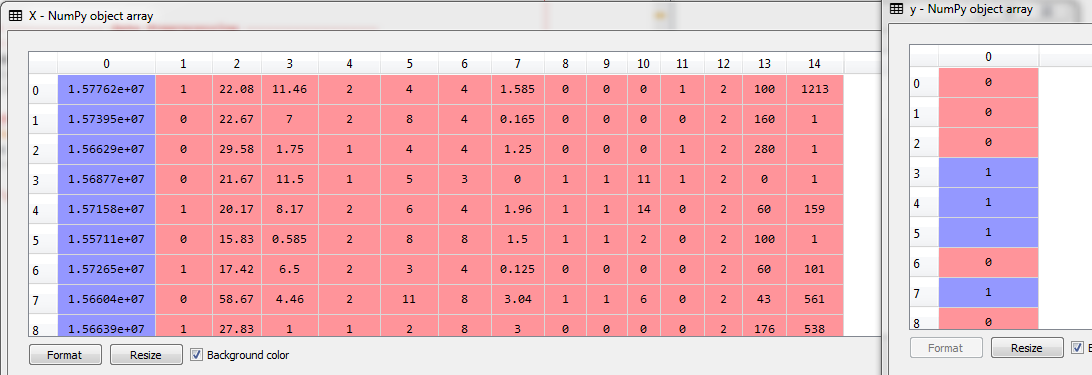 X - NumPy object array
0 1 2 3 4 5 6 7 8 9 10 11 12 13 14
0 1.57762e+07 1 22.08 11.46 2 4 4 1.585 0 0 0 1 2 100 1213
1 1.57395e+07 0 22.67 7 2 8 4 0.165 0 0 0 0 2 160 1
2 1.56629e+07 0 29.58 1.75 1 4 4 1.25 0 0 0 1 2 280 1
3 1.56877e+07 0 21.67 11.5 1 5 3 0 1 1 11 1 2 0 1
4 1.57158e+07 1 20.17 8.17 2 6 4 1.96 1 1 14 0 2 60 159
5 1.55711e+07 0 15.83 0.585 2 8 8 1.5 1 1 2 0 2 100 1
6 1.57265e+07 1 17.42 6.5 2 3 4 0.125 0 0 0 0 2 60 101
7 1.56604e+07 0 58.67 4.46 2 11 8 3.04 1 1 6 0 2 43 561
8 1.56639e+07 1 27.83 1 1 2 8 3 0 0 0 0 2 176 538
Format Resize Background color
y - NumPy object array
0
0 0
1 0
2 0
3 1
4 1
5 1
6 0
7 1
8 0
Format Resize